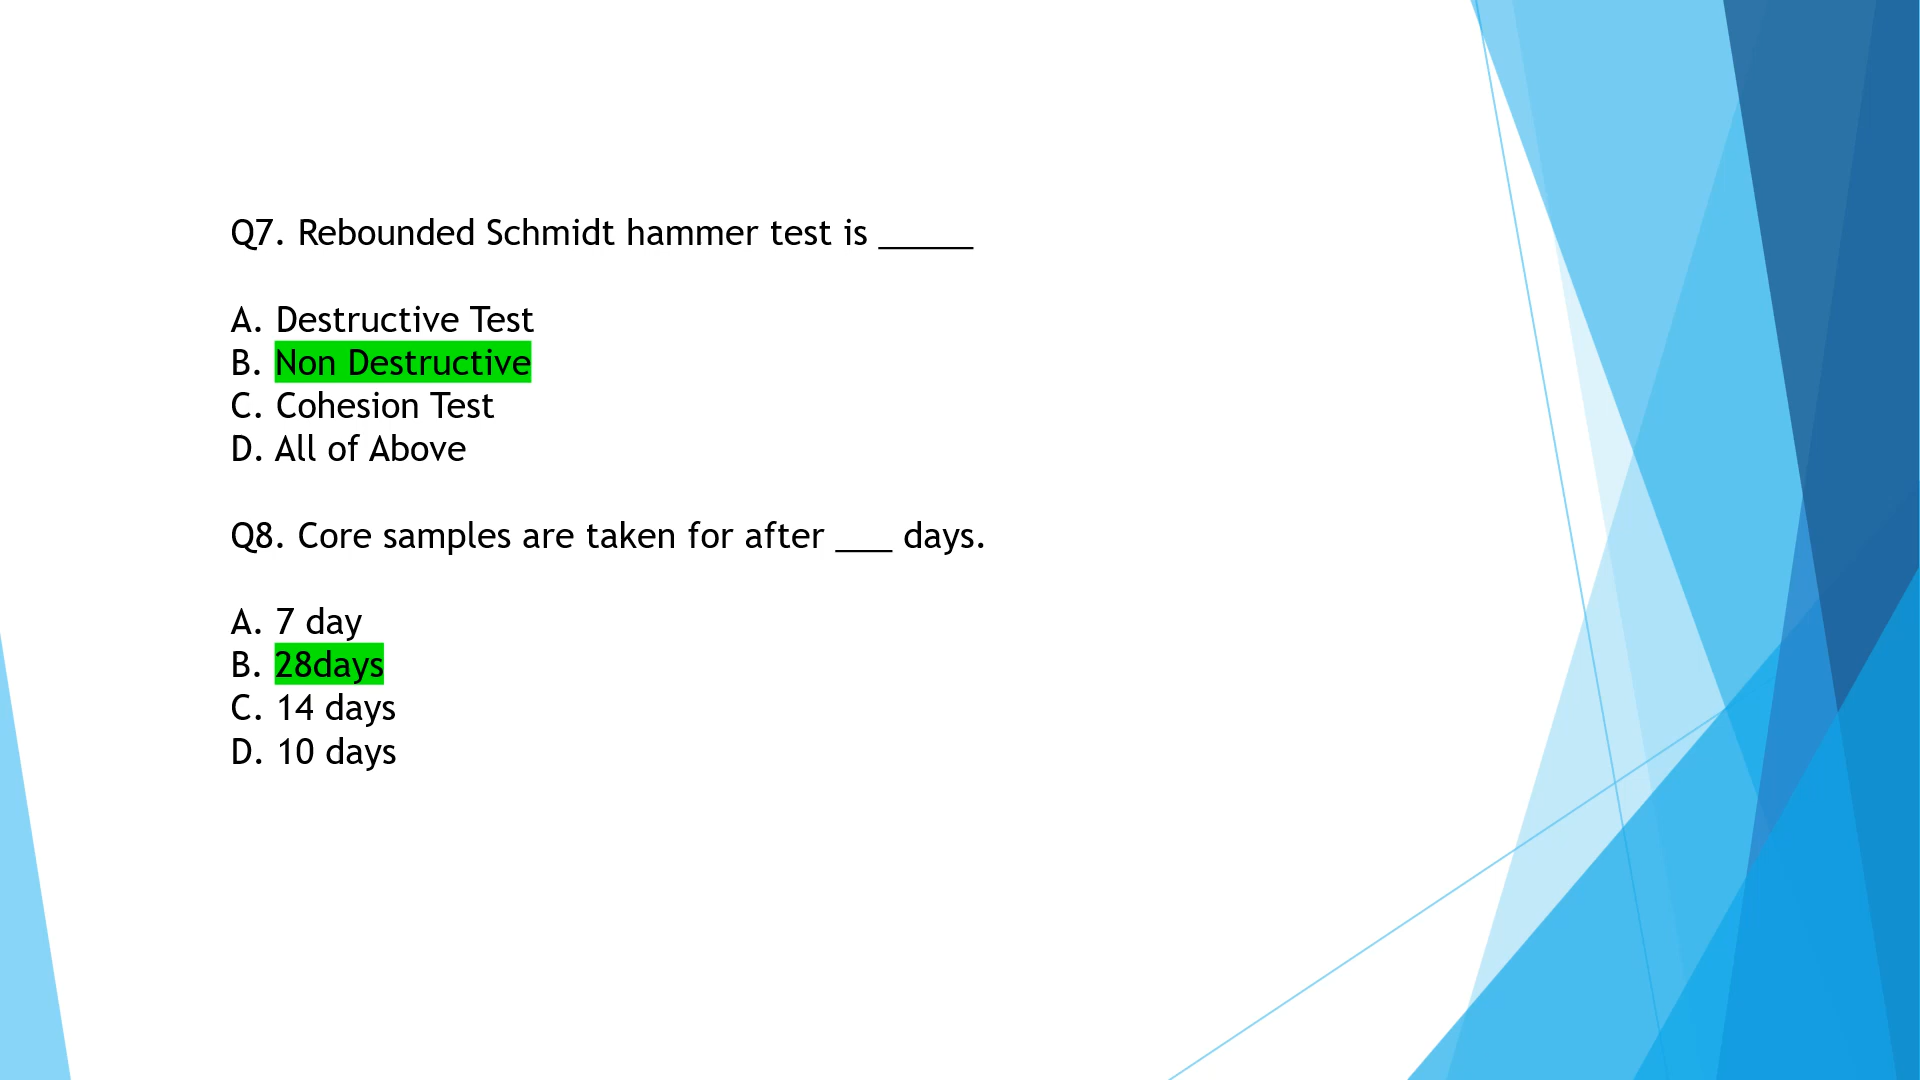 Q7. Rebounded Schmidt hammer test is _____
A. Destructive Test
B. Non Destructive
C. Cohesion Test
D. All of Above
Q8. Core samples are taken for after ___ days.
A. 7 day
B. 28days
C. 14 days
D. 10 days